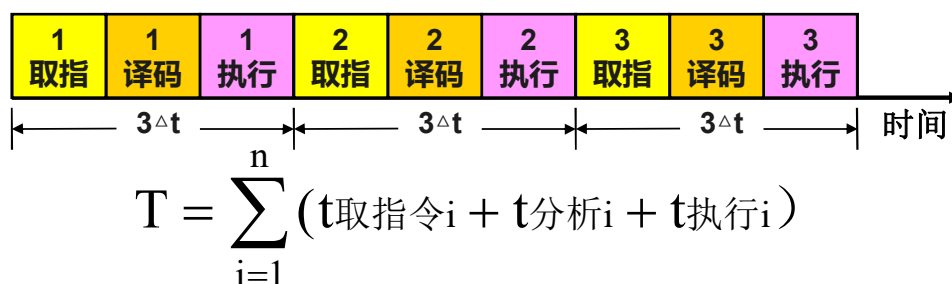 1 1 1 2 2 2 3 3 3
取指 译码 执行 取指 译码 执行 取指 译码 执行
3△t 3△t 3△t 时间
n
T = ∑ (t取指令i + t分析i + t执行i)
i=1